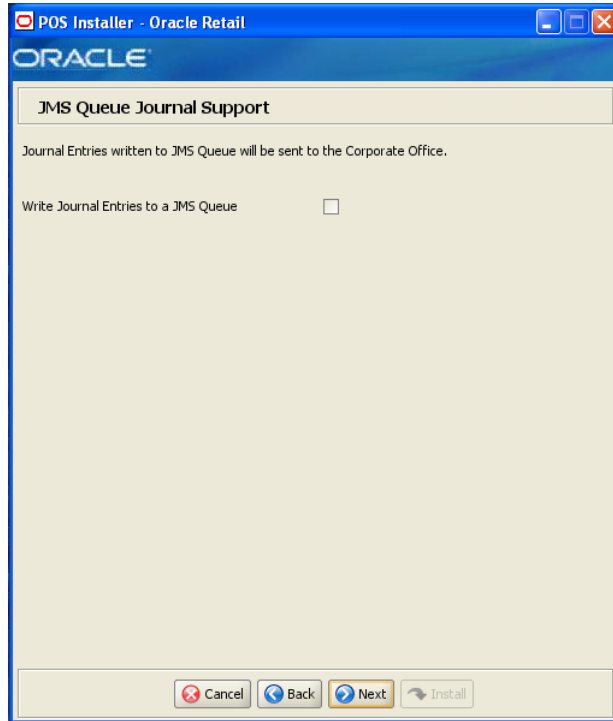 POS Installer - Oracle Retail
ORACLE
JMS Queue Journal Support
Journal Entries written to JMS Queue will be sent to the Corporate Office.
Write Journal Entries to a JMS Queue
Cancel Back Next Install